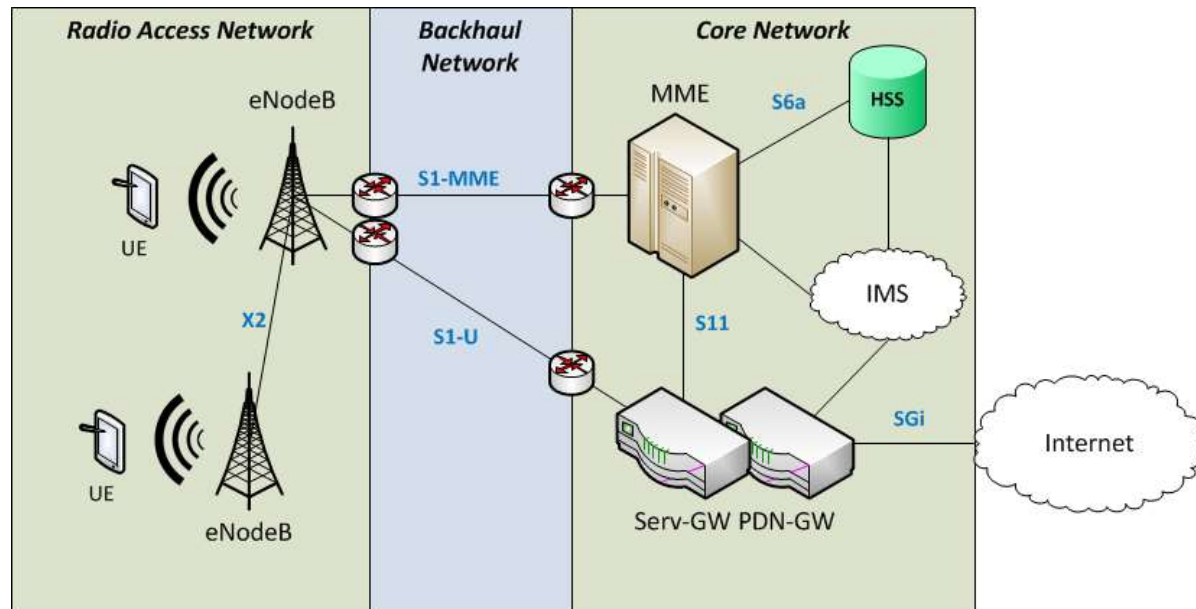 Radio Access Network
Backhaul
Network
Core Network
eNodeB
MME
S6a
HSS
UE
S1-MME
X2
S1-U
S11
IMS
SGi
Internet
UE
eNodeB
Serv-GW PDN-GW